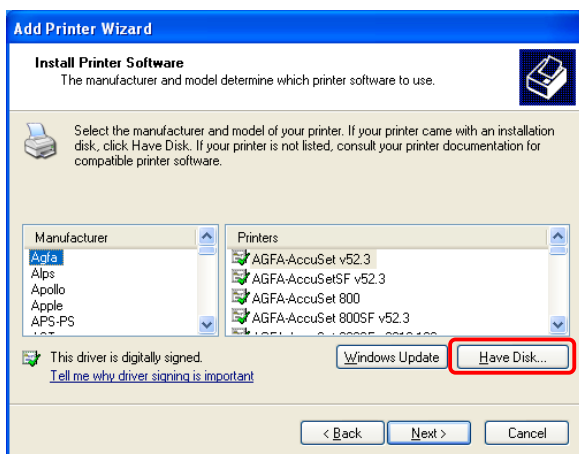 Add Printer Wizard
Install Printer Software
The manufacturer and model determine which printer software to use.
Select the manufacturer and model of your printer. If your printer came with an installation
disk, click Have Disk. If your printer is not listed, consult your printer documentation for
compatible printer software.
Manufacturer
Agfa
Alps
Apollo
Apple
APS-PS
Printers
AGFA-AccuSet v52.3
AGFA-AccuSetSF v52.3
AGFA-AccuSet 800
AGFA-AccuSet 800SF v52.3
This driver is digitally signed.
Tell me why driver signing is important
Windows Update
Have Disk...
< Back
Next >
Cancel